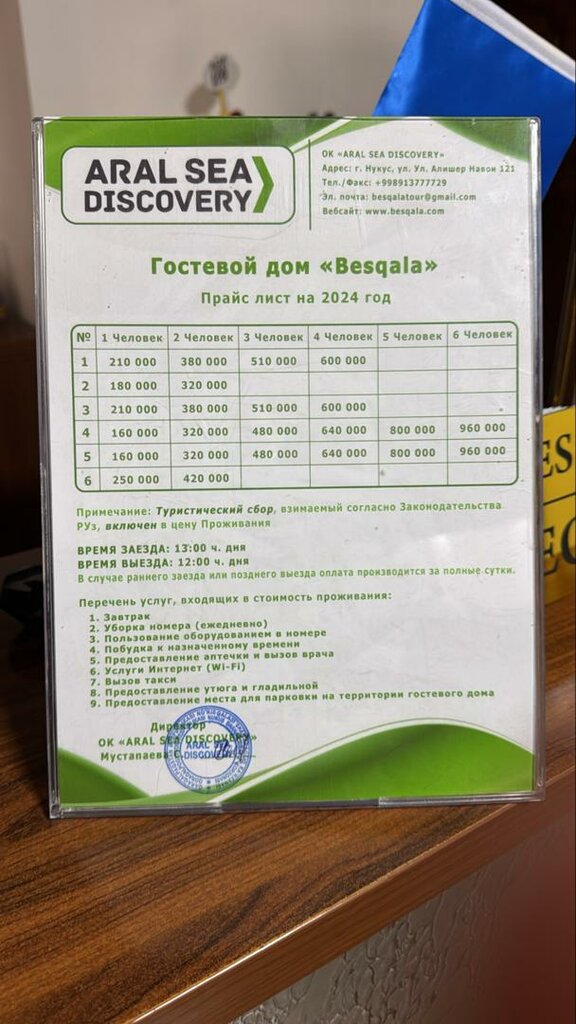 ARAL SEA
DISCOVERY
ОК «ARAL SEA DISCOVERY»
Адрес: г. Нукус, ул. Ул. Алишер Навои 121
Тел./Факс: +998913777729
Эл. почта: besqalatour@gmail.com
Вебсайт: www.besqala.com
Гостевой дом «Besqala»
Прайс лист на 2024 год
№ 1 Человек 2 Человек 3 Человек 4 Человек 5 Человек 6 Человек
1 210 000 380 000 510 000 600 000
2 180 000 320 000
3 210 000 380 000 510 000 600 000
4 160 000 320 000 480 000 640 000 800 000 960 000
5 160 000 320 000 480 000 640 000 800 000 960 000
6 250 000 420 000
Примечание: Туристический сбор, взимаемый согласно Законодательства
РУз, включен в цену Проживания
ВРЕМЯ ЗАЕЗДА: 13:00 ч. дня
ВРЕМЯ ВЫЕЗДА: 12:00 ч. дня
В случае раннего заезда или позднего выезда оплата производится за полные сутки.
Перечень услуг, входящих в стоимость проживания:
1. Завтрак
2. Уборка номера (ежедневно)
3. Пользование оборудованием в номере
4. Побудка к назначенному времени
5. Предоставление аптечки и вызов врача
6. Услуги Интернет (Wi-Fi)
7. Вызов такси
8. Предоставление утюга и гладильной
9. Предоставление места для парковки на территории гостевого дома
Директор
ОК «ARAL SEA DISCOVERY»
Мустапаева С.
ARAL SEA
DISCOVERY
ES
EC